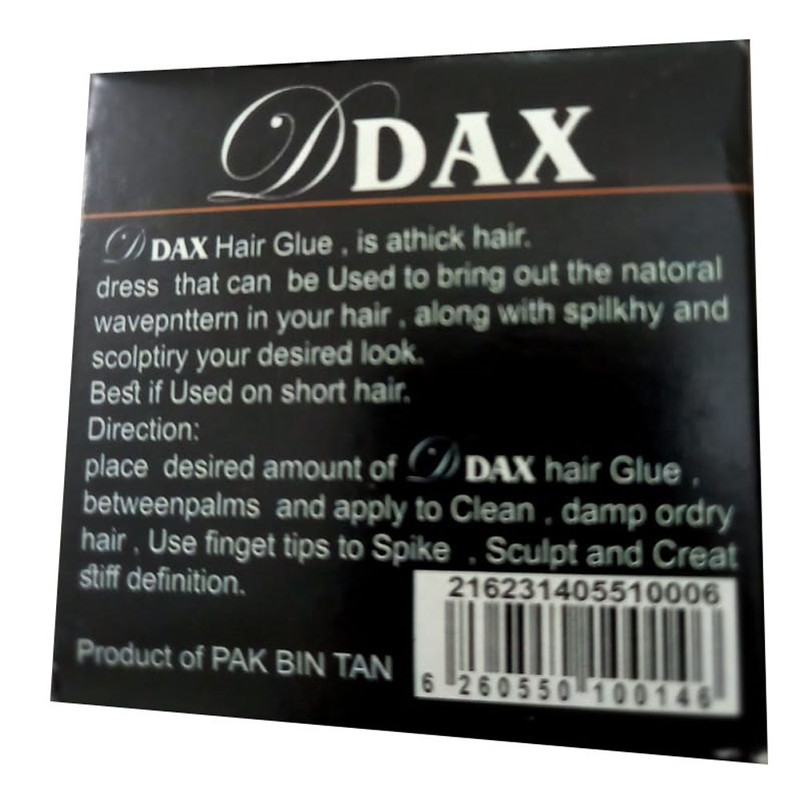 D DAX
D DAX Hair Glue , is athick hair.
dress that can be Used to bring out the natoral
wavepnttern in your hair , along with spilkhy and
scolptiry your desired look.
Best if Used on short hair.
Direction:
place desired amount of D DAX hair Glue ,
betweenpalms and apply to Clean , damp ordry
hair . Use finget tips to Spike . Sculpt and Creat
stiff definition.
216231405510006
Product of PAK BIN TAN
6 260550 100146